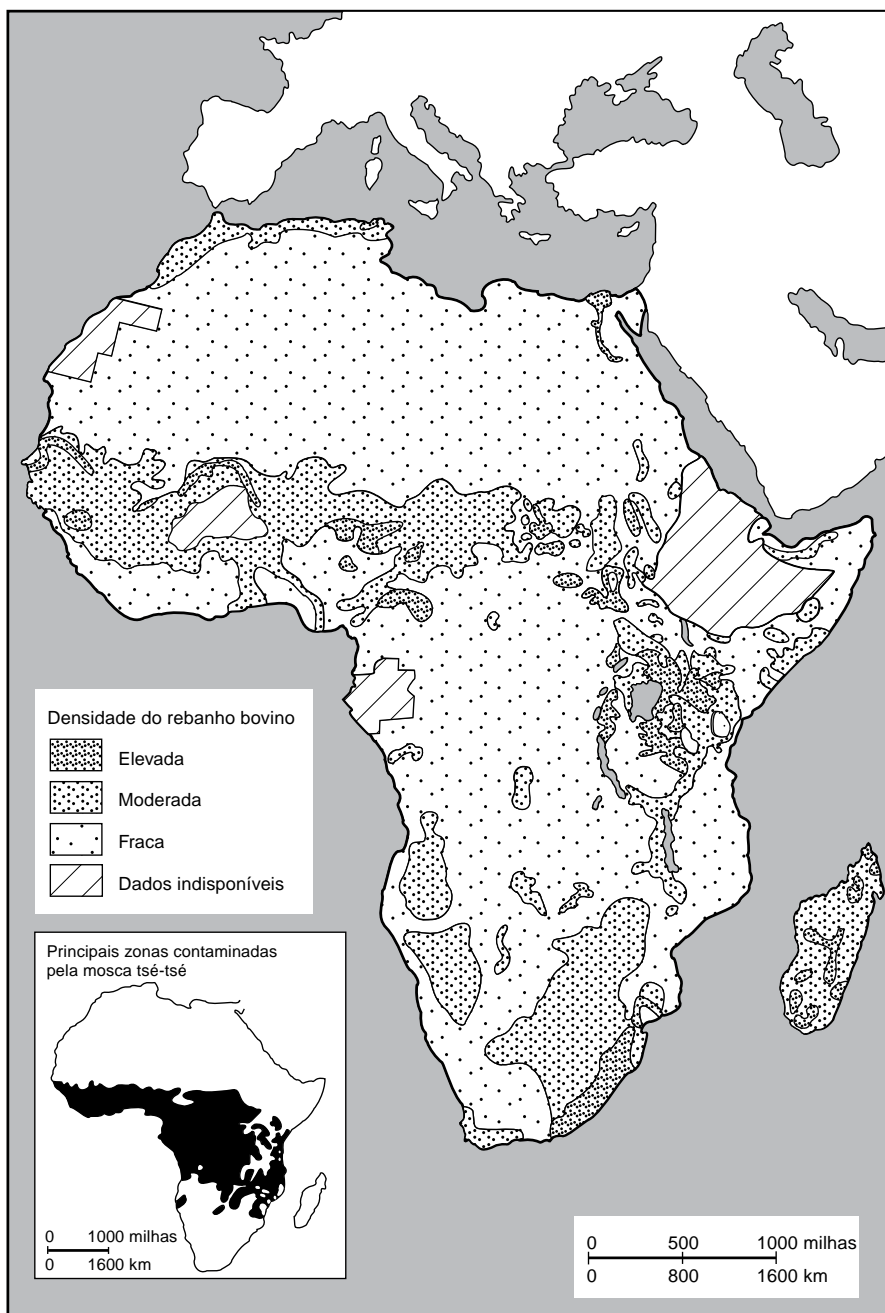 Densidade do rebanho bovino
Elevada
Moderada
Fraca
Dados indisponíveis
Principais zonas contaminadas
pela mosca tsé-tsé
0 1000 milhas
0 1600 km
0 500 1000 milhas
0 800 1600 km